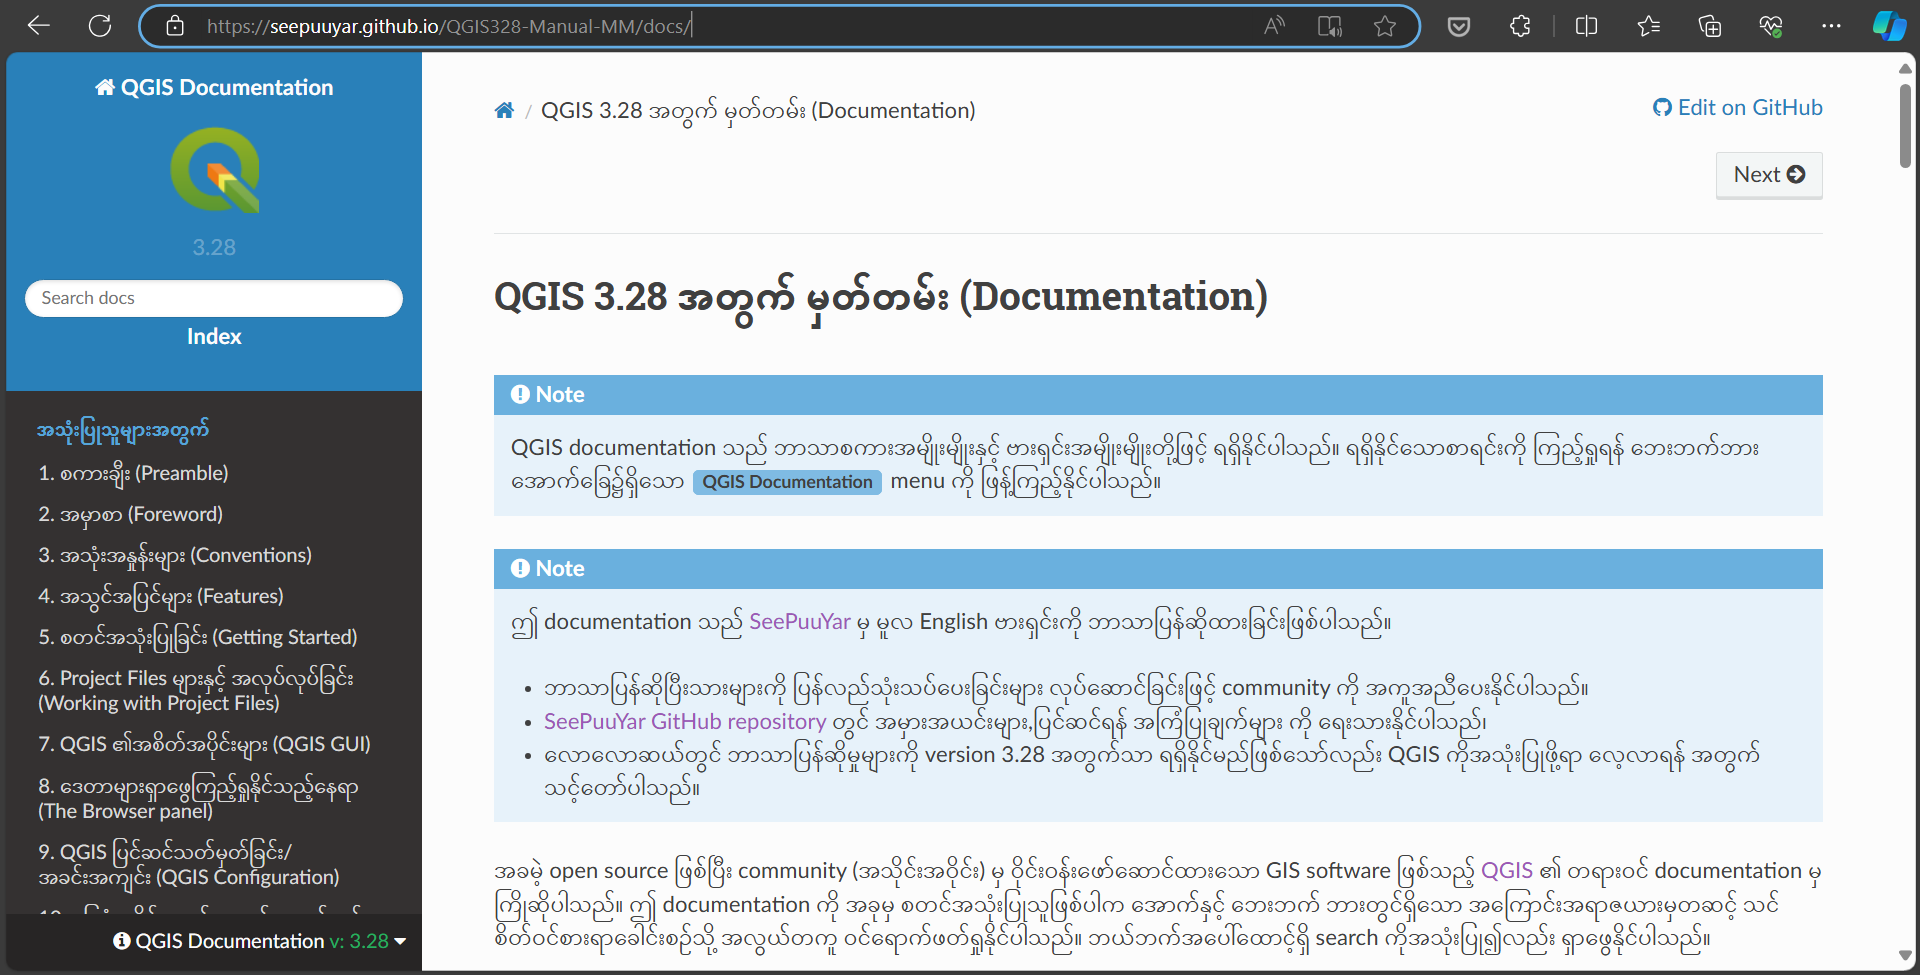 https://seepuuyar.github.io/QGIS328-Manual-MM/docs/
QGIS Documentation
3.28
Search docs
Index
အသုံးပြုသူများအတွက်
1. စကားချီး (Preamble)
2. အမှာစာ (Foreword)
3. အသုံးအနှုန်းများ (Conventions)
4. အသွင်အပြင်များ (Features)
5. စတင်အသုံးပြုခြင်း (Getting Started)
6. Project Files များနှင့် အလုပ်လုပ်ခြင်း
(Working with Project Files)
7. QGIS ၏အစိတ်အပိုင်းများ (QGIS GUI)
8. ဒေတာများရှာဖွေကြည့်ရှုနိုင်သည့်နေရာ
(The Browser panel)
9. QGIS ပြင်ဆင်သတ်မှတ်ခြင်း/
အခင်းအကျင်း (QGIS Configuration)
QGIS Documentation v: 3.28
/ QGIS 3.28 အတွက် မှတ်တမ်း (Documentation)
Edit on GitHub
Next
QGIS 3.28 အတွက် မှတ်တမ်း (Documentation)
Note
QGIS documentation သည် ဘာသာစကားအမျိုးမျိုးနှင့် ဗားရှင်းအမျိုးမျိုးတို့ဖြင့် ရရှိနိုင်ပါသည်။ ရရှိနိုင်သောစာရင်းကို ကြည့်ရှုရန် ဘေးဘက်ဘား
အောက်ခြေ၌ရှိသော QGIS Documentation menu ကို ဖြန့်ကြည့်နိုင်ပါသည်။
Note
ဤ documentation သည် SeePuuYar မှ မူလ English ဗားရှင်းကို ဘာသာပြန်ဆိုထားခြင်းဖြစ်ပါသည်။
• ဘာသာပြန်ဆိုပြီးသားများကို ပြန်လည်သုံးသပ်ပေးခြင်းများ လုပ်ဆောင်ခြင်းဖြင့် community ကို အကူအညီပေးနိုင်ပါသည်။
• SeePuuYar GitHub repository တွင် အမှားအယင်းများ,ပြင်ဆင်ရန် အကြံပြုချက်များ ကို ရေးသားနိုင်ပါသည်၊
• လောလောဆယ်တွင် ဘာသာပြန်ဆိုမှုများကို version 3.28 အတွက်သာ ရရှိနိုင်မည်ဖြစ်သော်လည်း QGIS ကိုအသုံးပြုဖို့ရာ လေ့လာရန် အတွက်
သင့်တော်ပါသည်။
အခမဲ့ open source ဖြစ်ပြီး community (အသိုင်းအဝိုင်း) မှ ဝိုင်းဝန်းဖော်ဆောင်ထားသော GIS software ဖြစ်သည့် QGIS ၏ တရားဝင် documentation မှ
ကြိုဆိုပါသည်။ ဤ documentation ကို အခုမှ စတင်အသုံးပြုသူဖြစ်ပါက အောက်နှင့် ဘေးဘက် ဘားတွင်ရှိသော အကြောင်းအရာဇယားမှတဆင့် သင်
စိတ်ဝင်စားရာခေါင်းစဉ်သို့ အလွယ်တကူ ဝင်ရောက်ဖတ်ရှုနိုင်ပါသည်။ ဘယ်ဘက်အပေါ်ထောင့်ရှိ search ကိုအသုံးပြု၍လည်း ရှာဖွေနိုင်ပါသည်။